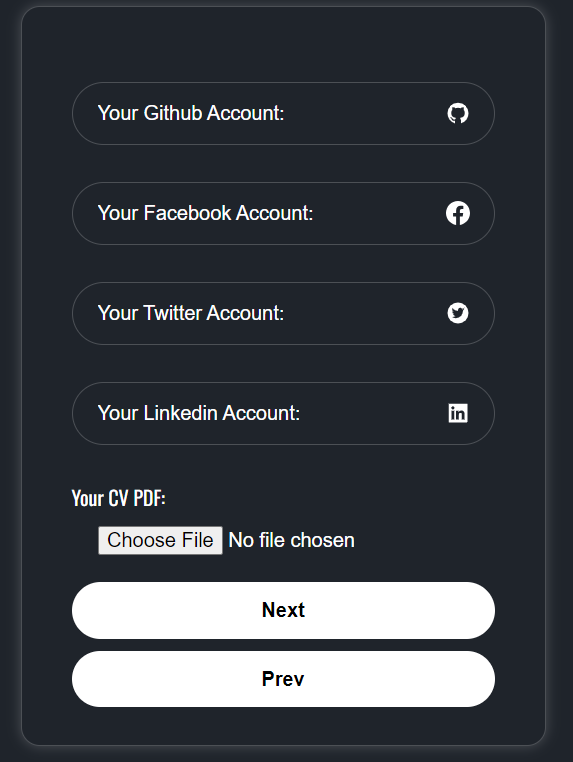 Your Github Account:
Your Facebook Account:
Your Twitter Account:
Your Linkedin Account:
Your CV PDF:
Choose File No file chosen
Next
Prev